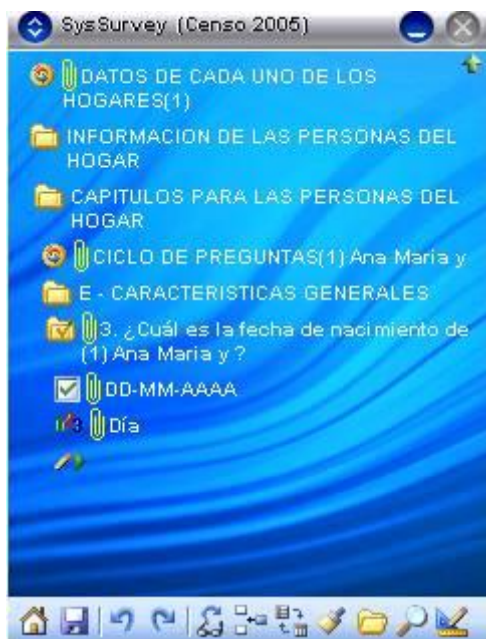 SysSurvey (Censo 2005)
DATOS DE CADA UNO DE LOS
HOGARES(1)
INFORMACION DE LAS PERSONAS DEL
HOGAR
CAPITULOS PARA LAS PERSONAS DEL
HOGAR
CICLO DE PREGUNTAS(1) Ana Maria y
E - CARACTERISTICAS GENERALES
3. ¿Cuál es la fecha de nacimiento de
(1) Ana Maria y ?
DD-MM-AAAA
Día